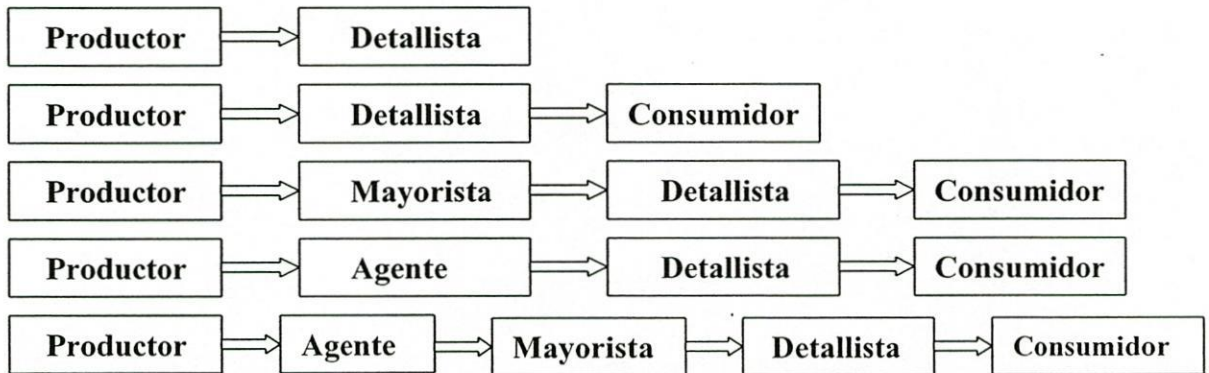 Productor Detallista
Productor Detallista Consumidor
Productor Mayorista Detallista Consumidor
Productor Agente Detallista Consumidor
Productor Agente Mayorista Detallista Consumidor